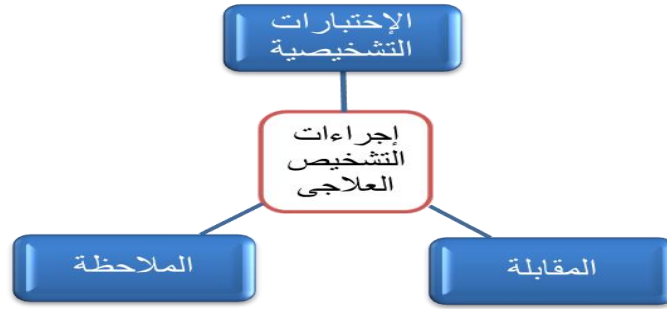 الإختبارات
التشخيصية
إجراءات
التشخيص
العلاجى
المقابلة
الملاحظة